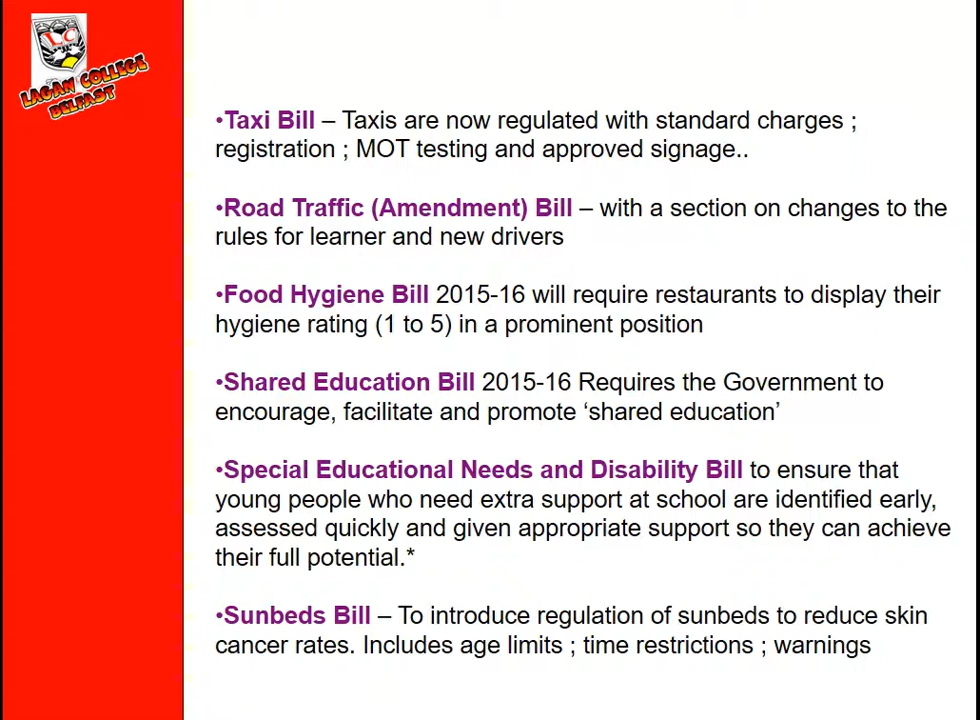 LC
LAGAN COLLEGE
BELFAST
•Taxi Bill – Taxis are now regulated with standard charges ;
registration ; MOT testing and approved signage..
•Road Traffic (Amendment) Bill – with a section on changes to the
rules for learner and new drivers
•Food Hygiene Bill 2015-16 will require restaurants to display their
hygiene rating (1 to 5) in a prominent position
•Shared Education Bill 2015-16 Requires the Government to
encourage, facilitate and promote ‘shared education’
•Special Educational Needs and Disability Bill to ensure that
young people who need extra support at school are identified early,
assessed quickly and given appropriate support so they can achieve
their full potential.*
•Sunbeds Bill – To introduce regulation of sunbeds to reduce skin
cancer rates. Includes age limits ; time restrictions ; warnings